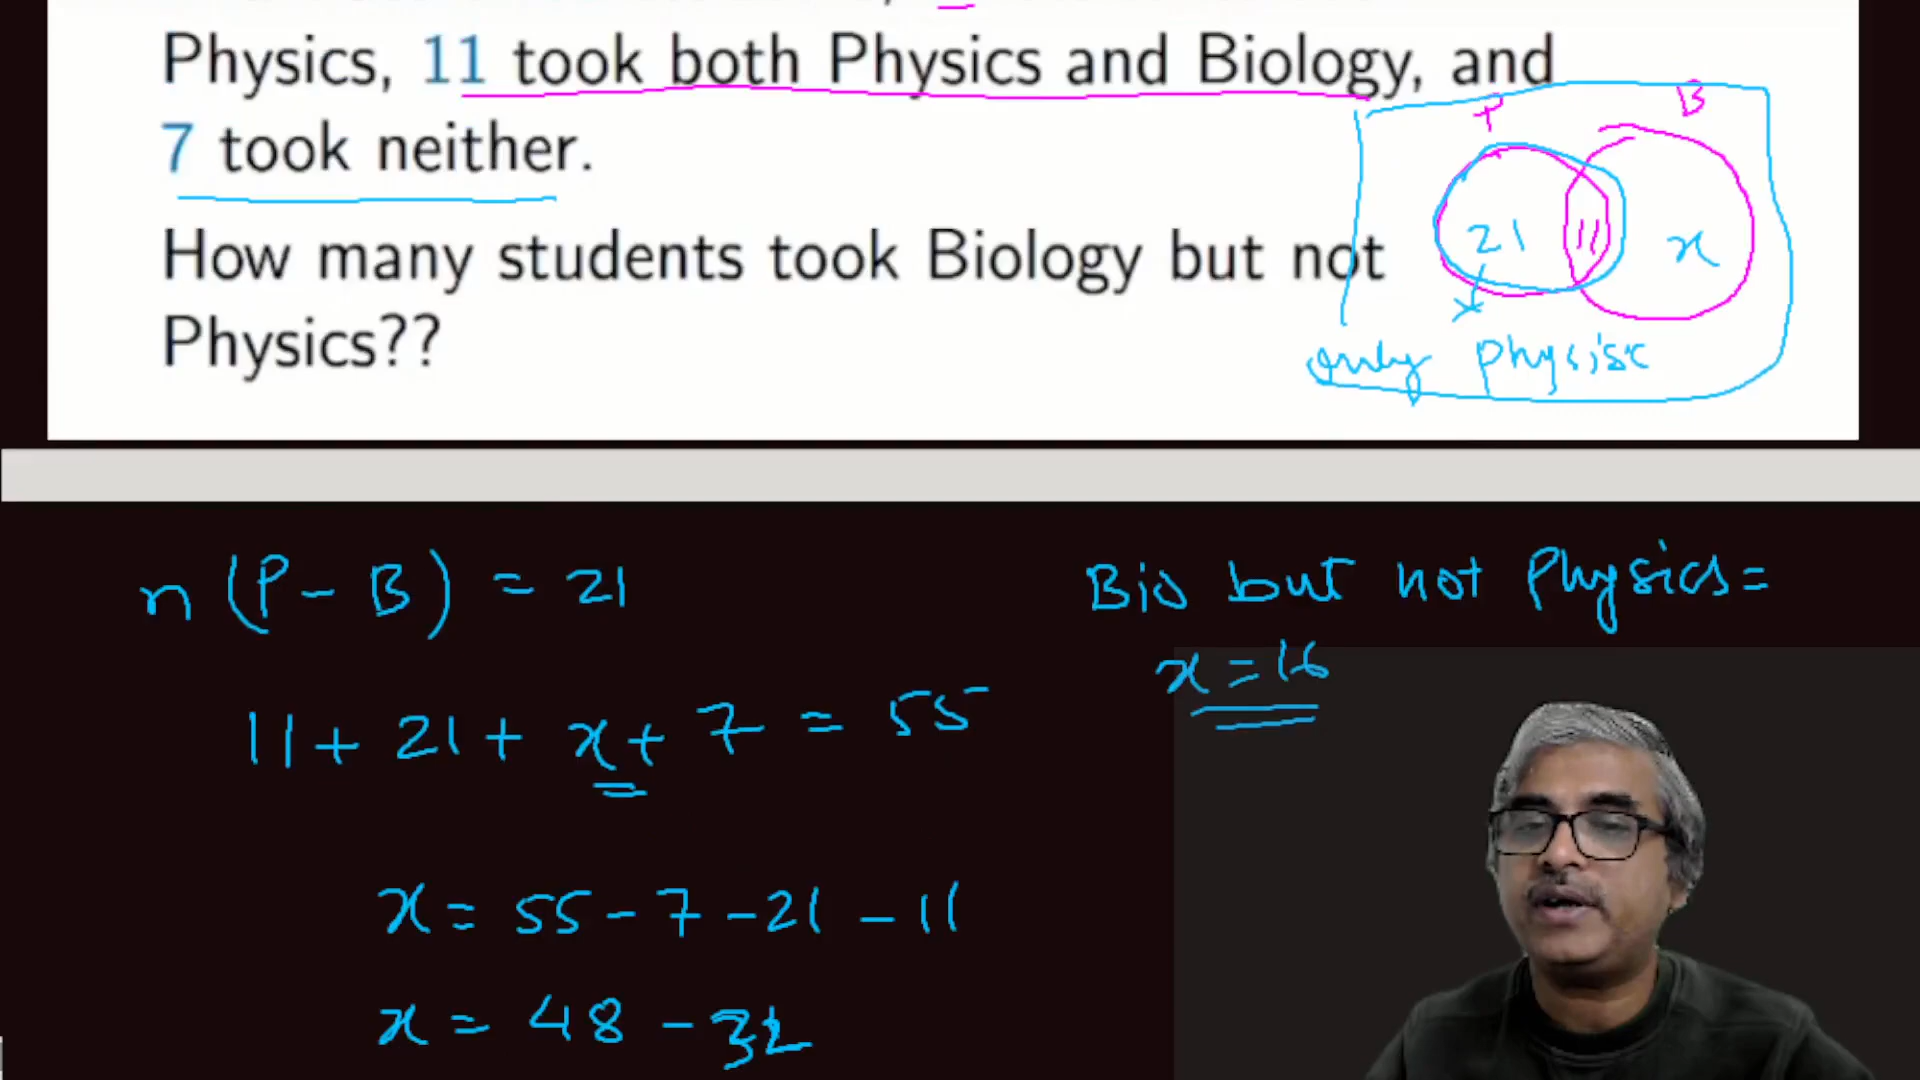 Physics, 11 took both Physics and Biology, and
7 took neither.
How many students took Biology but not
Physics??
P
B
21
11
x
only physisc
n (P - B) = 21
11 + 21 + x + 7 = 55
x = 55 - 7 - 21 - 11
x = 48 - 32
Bio but not Physics =
x = 16